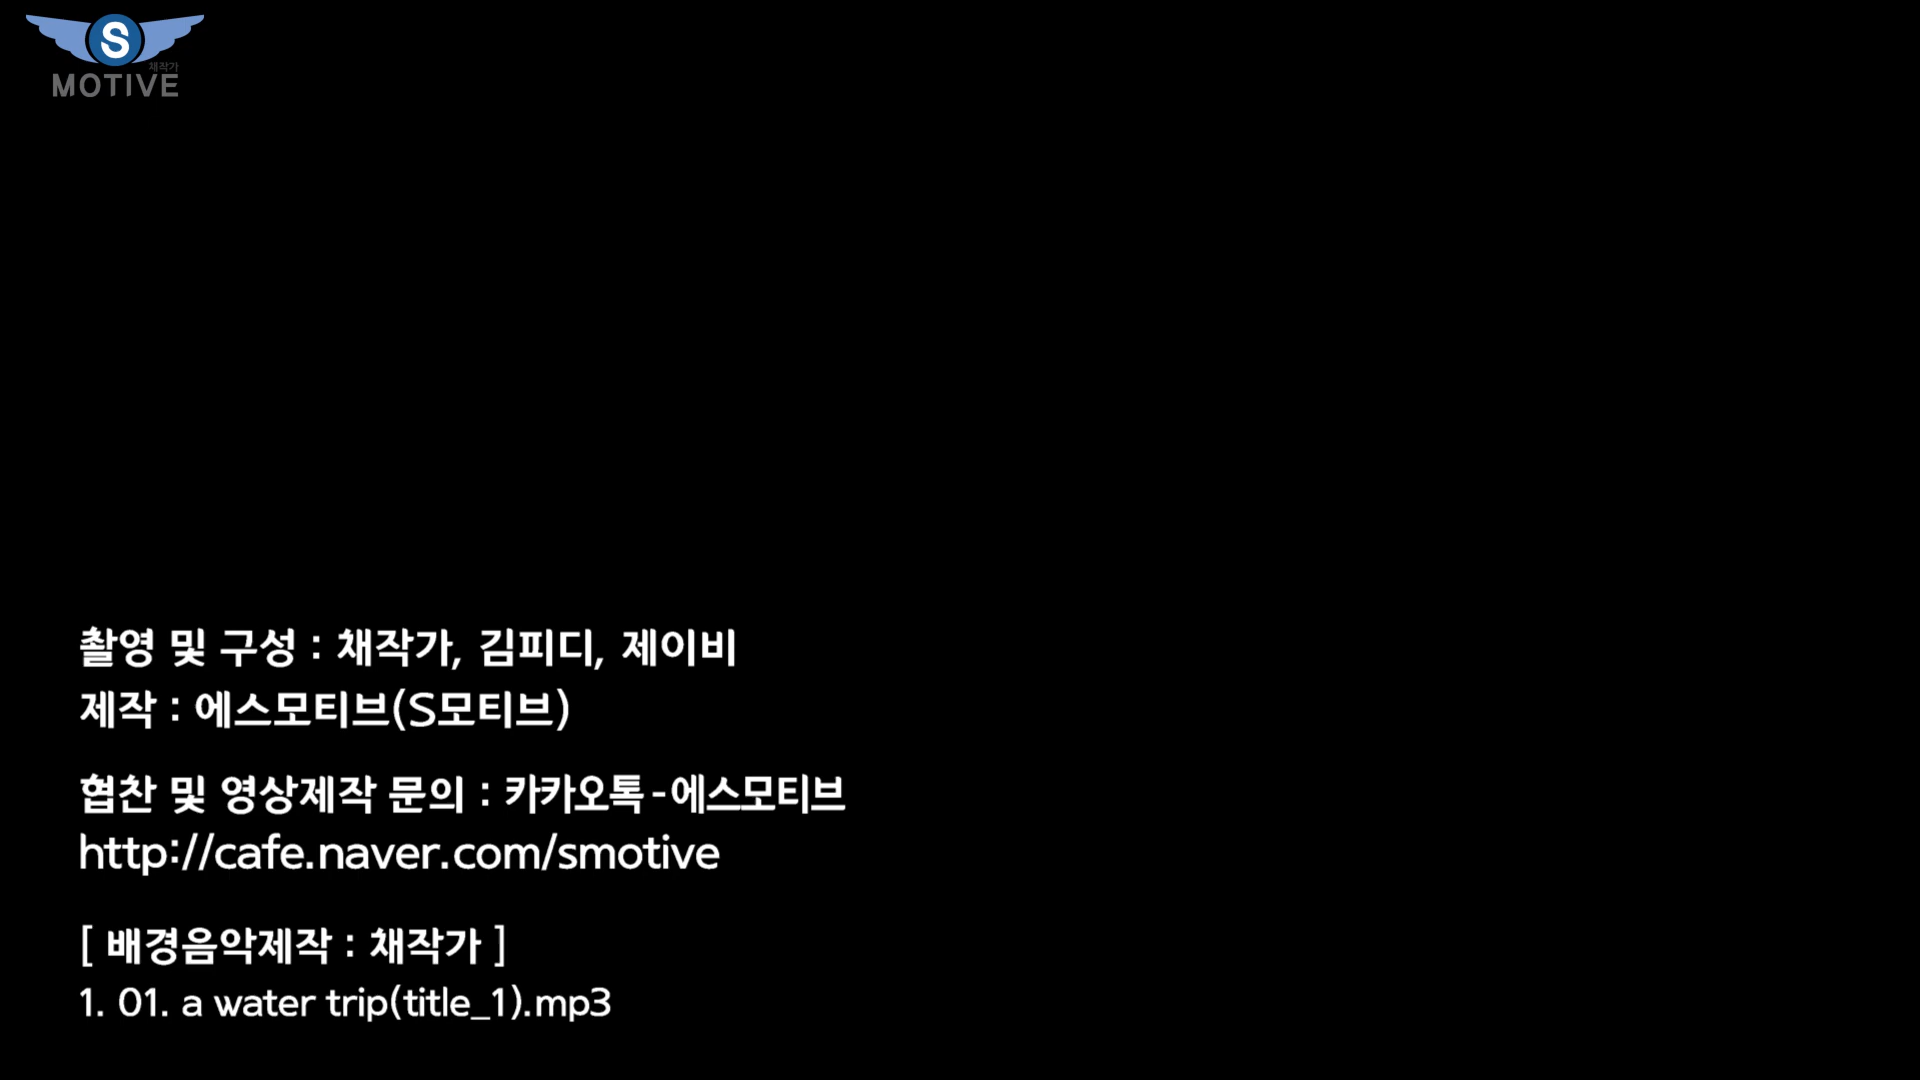 S
채작가
MOTIVE
촬영 및 구성 : 채작가, 김피디, 제이비
제작 : 에스모티브(S모티브)
협찬 및 영상제작 문의 : 카카오톡-에스모티브
http://cafe.naver.com/smotive
[ 배경음악제작 : 채작가 ]
1. 01. a water trip(title_1).mp3